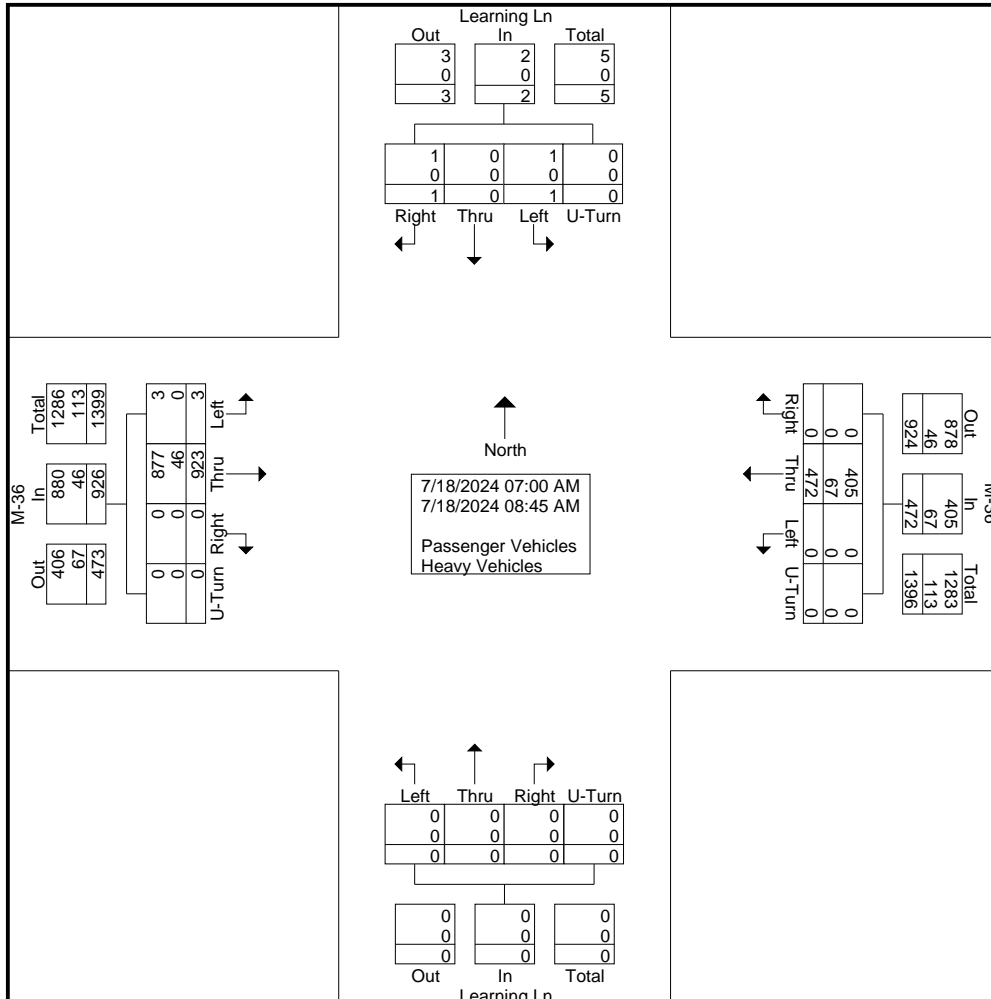 Learning Ln
Out In Total
3 2 5
0 0 0
3 2 5
1 0 1 0
0 0 0 0
1 0 1 0
Right Thru Left U-Turn
M-36
Total In Out
1286 880 406
113 46 67
1399 926 473
Left Thru Right U-Turn
3 877 0 0
0 46 0 0
3 923 0 0
North
7/18/2024 07:00 AM
7/18/2024 08:45 AM
Passenger Vehicles
Heavy Vehicles
Right Thru Left U-Turn
0 405 0 0
0 67 0 0
0 472 0 0
M-36
Out In Total
878 405 1283
46 67 113
924 472 1396
Left Thru Right U-Turn
0 0 0 0
0 0 0 0
0 0 0 0
0 0 0
0 0 0
0 0 0
Out In Total
Learning Ln